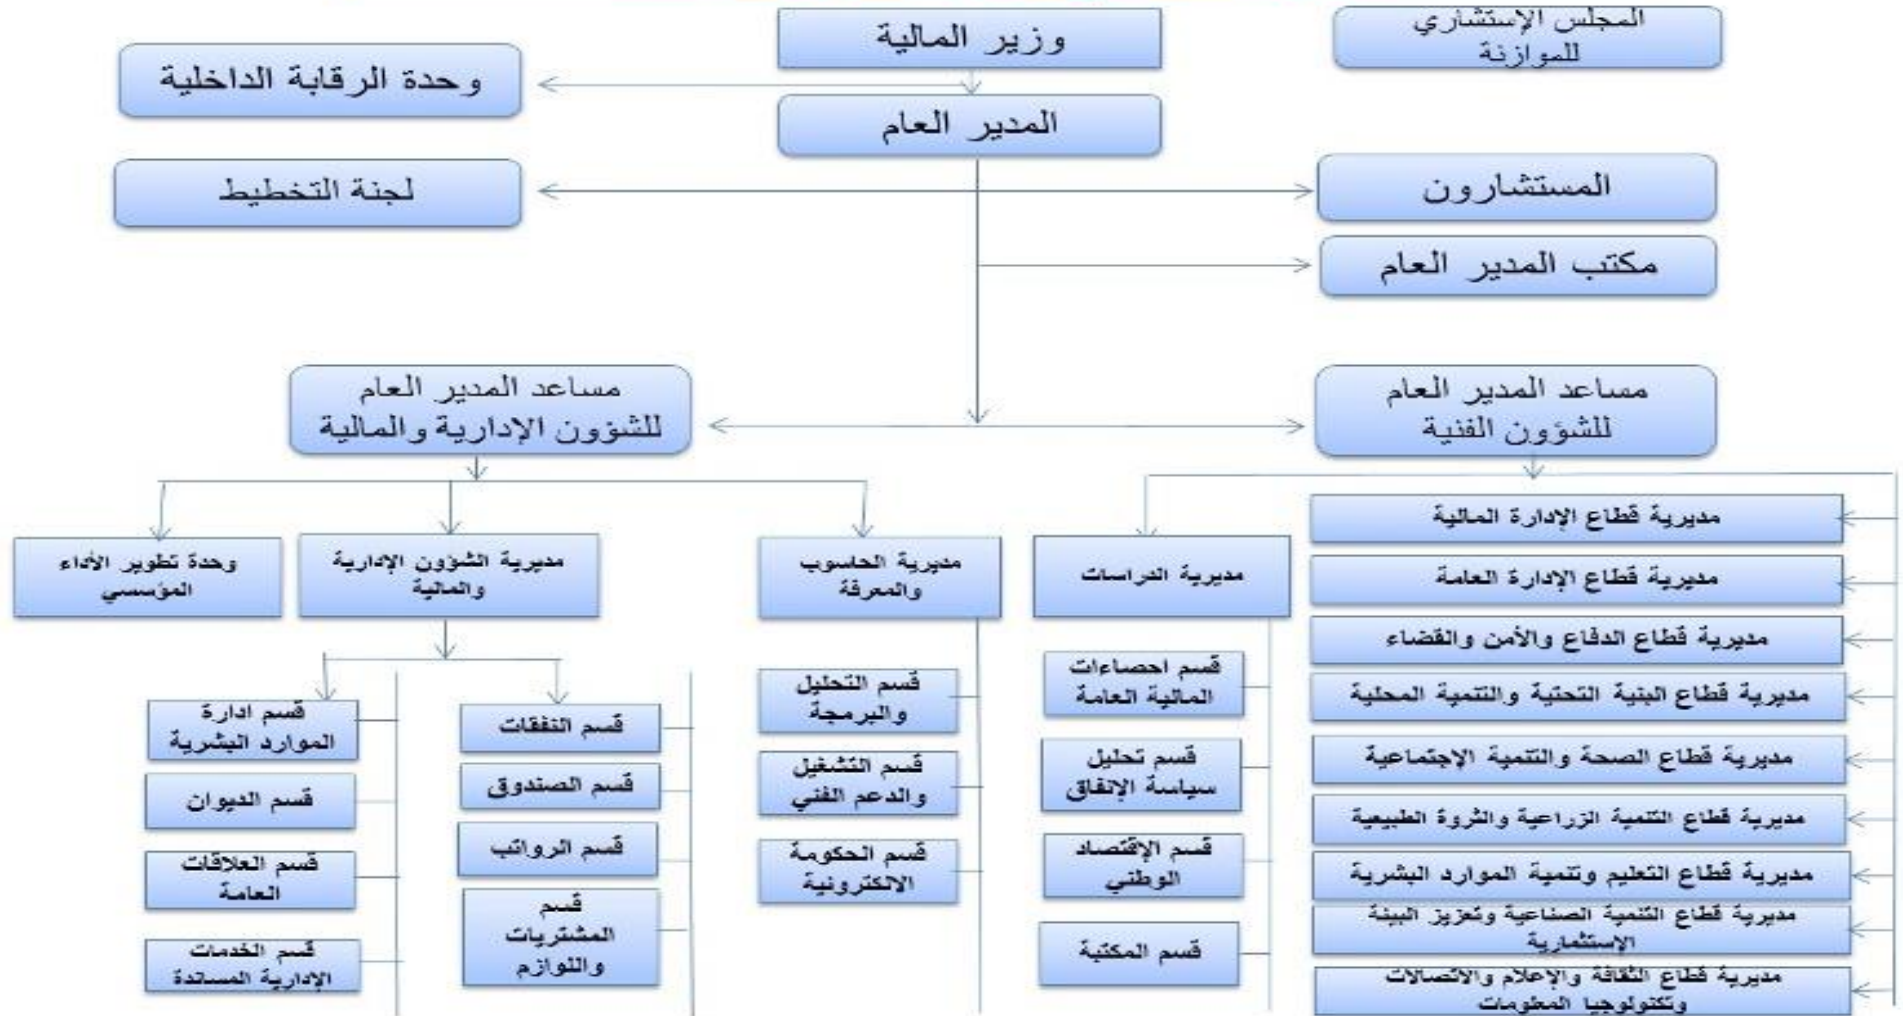 المجلس الإستشاري
للموازنة
وزير المالية
وحدة الرقابة الداخلية
المدير العام
المستشارون
لجنة التخطيط
مكتب المدير العام
مساعد المدير العام
للشؤون الفنية
مساعد المدير العام
للشؤون الإدارية والمالية
مديرية قطاع الإدارة المالية
مديرية قطاع الإدارة العامة
مديرية قطاع الدفاع والأمن والقضاء
مديرية قطاع البنية التحتية والتنمية المحلية
مديرية قطاع الصحة والتنمية الإجتماعية
مديرية قطاع التنمية الزراعية والثروة الطبيعية
مديرية قطاع التعليم وتنمية الموارد البشرية
مديرية قطاع التنمية الصناعية وتعزيز البيئة
الإستثمارية
مديرية قطاع الثقافة والإعلام والاتصالات
وتكنولوجيا المعلومات
مديرية الدراسات
قسم احصاءات
المالية العامة
قسم تحليل
سياسة الإنفاق
قسم الإقتصاد
الوطني
قسم المكتبة
مديرية الحاسوب
والمعرفة
قسم التحليل
والبرمجة
قسم التشغيل
والدعم الفني
قسم الحكومة
الالكترونية
مديرية الشؤون الإدارية
والمالية
قسم النفقات
قسم الصندوق
قسم الرواتب
قسم
المشتريات
واللوازم
قسم ادارة
الموارد البشرية
قسم الديوان
قسم العلاقات
العامة
قسم الخدمات
الإدارية المساندة
وحدة تطوير الأداء
المؤسسي